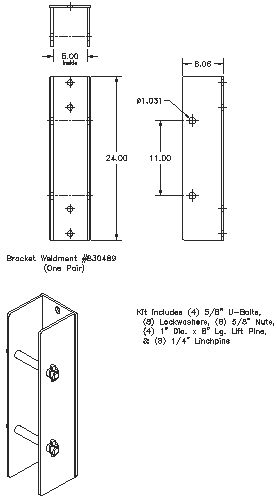 5.00
Inside
6.06
Ø1.031
24.00
11.00
Bracket Weldment #830489
(One Pair)
Kit Includes (4) 5/8" U-Bolts,
(8) Lockwashers, (8) 5/8" Nuts,
(4) 1" Dia. x 8" Lg. Lift Pins,
& (8) 1/4" Linchpins